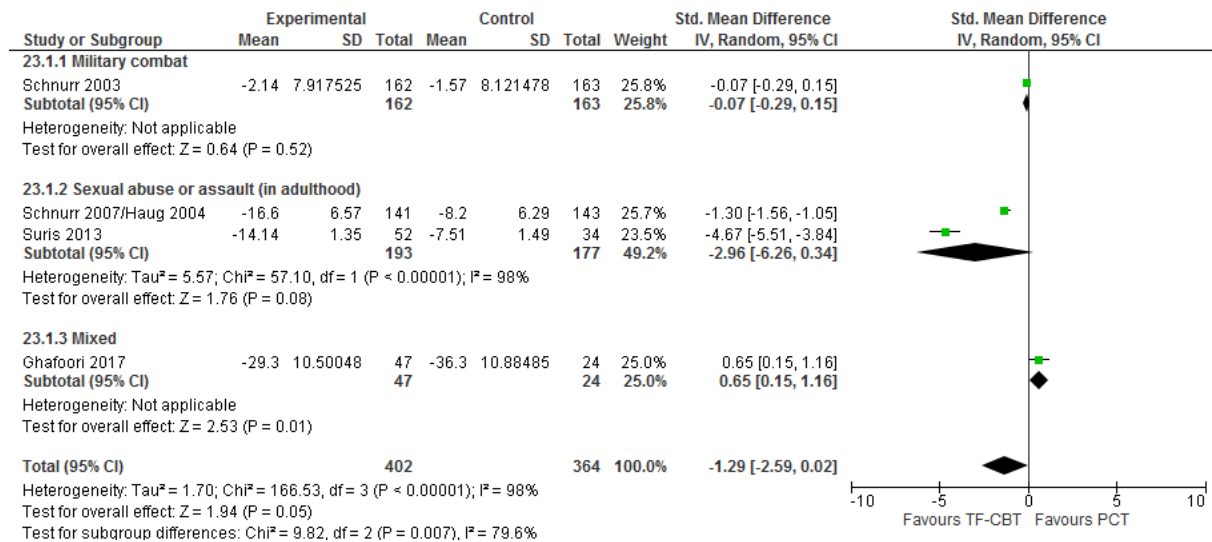 Experimental Control Std. Mean Difference Std. Mean Difference
Study or Subgroup Mean SD Total Mean SD Total Weight IV, Random, 95% CI IV, Random, 95% CI
23.1.1 Military combat
Schnurr 2003 -2.14 7.917525 162 -1.57 8.121478 163 25.8% -0.07 [-0.29, 0.15]
Subtotal (95% CI) 162 163 25.8% -0.07 [-0.29, 0.15]
Heterogeneity: Not applicable
Test for overall effect: Z = 0.64 (P = 0.52)
23.1.2 Sexual abuse or assault (in adulthood)
Schnurr 2007/Haug 2004 -16.6 6.57 141 -8.2 6.29 143 25.7% -1.30 [-1.56, -1.05]
Suris 2013 -14.14 1.35 52 -7.51 1.49 34 23.5% -4.67 [-5.51, -3.84]
Subtotal (95% CI) 193 177 49.2% -2.96 [-6.26, 0.34]
Heterogeneity: Tau² = 5.57; Chi² = 57.10, df = 1 (P < 0.00001); I² = 98%
Test for overall effect: Z = 1.76 (P = 0.08)
23.1.3 Mixed
Ghafoori 2017 -29.3 10.50048 47 -36.3 10.88485 24 25.0% 0.65 [0.15, 1.16]
Subtotal (95% CI) 47 24 25.0% 0.65 [0.15, 1.16]
Heterogeneity: Not applicable
Test for overall effect: Z = 2.53 (P = 0.01)
Total (95% CI) 402 364 100.0% -1.29 [-2.59, 0.02]
Heterogeneity: Tau² = 1.70; Chi² = 166.53, df = 3 (P < 0.00001); I² = 98%
Test for overall effect: Z = 1.94 (P = 0.05)
Test for subgroup differences: Chi² = 9.82, df = 2 (P = 0.007), I² = 79.6%
-10 -5 0 5 10
Favours TF-CBT Favours PCT